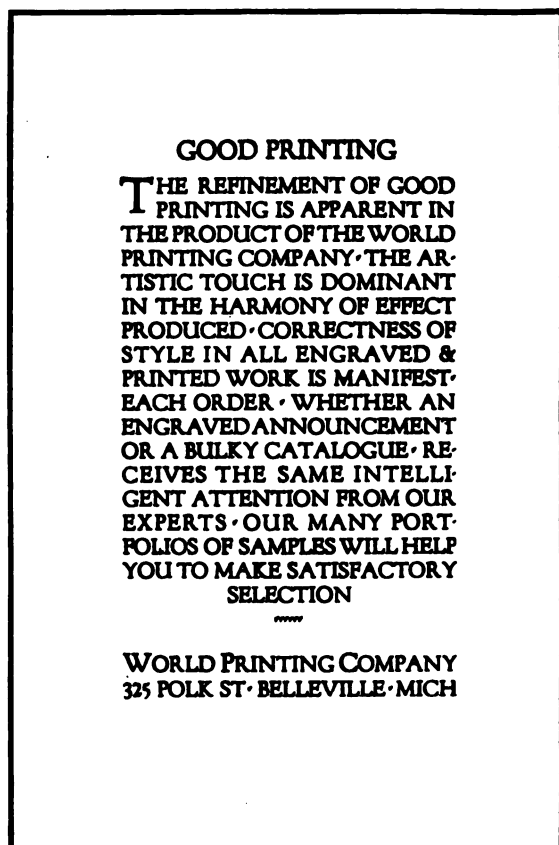 GOOD PRINTING
THE REFINEMENT OF GOOD
PRINTING IS APPARENT IN
THE PRODUCT OF THE WORLD
PRINTING COMPANY · THE AR-
TISTIC TOUCH IS DOMINANT
IN THE HARMONY OF EFFECT
PRODUCED · CORRECTNESS OF
STYLE IN ALL ENGRAVED &
PRINTED WORK IS MANIFEST ·
EACH ORDER · WHETHER AN
ENGRAVED ANNOUNCEMENT
OR A BULKY CATALOGUE · RE-
CEIVES THE SAME INTELLI-
GENT ATTENTION FROM OUR
EXPERTS · OUR MANY PORT-
FOLIOS OF SAMPLES WILL HELP
YOU TO MAKE SATISFACTORY
SELECTION
WORLD PRINTING COMPANY
325 POLK ST · BELLEVILLE · MICH